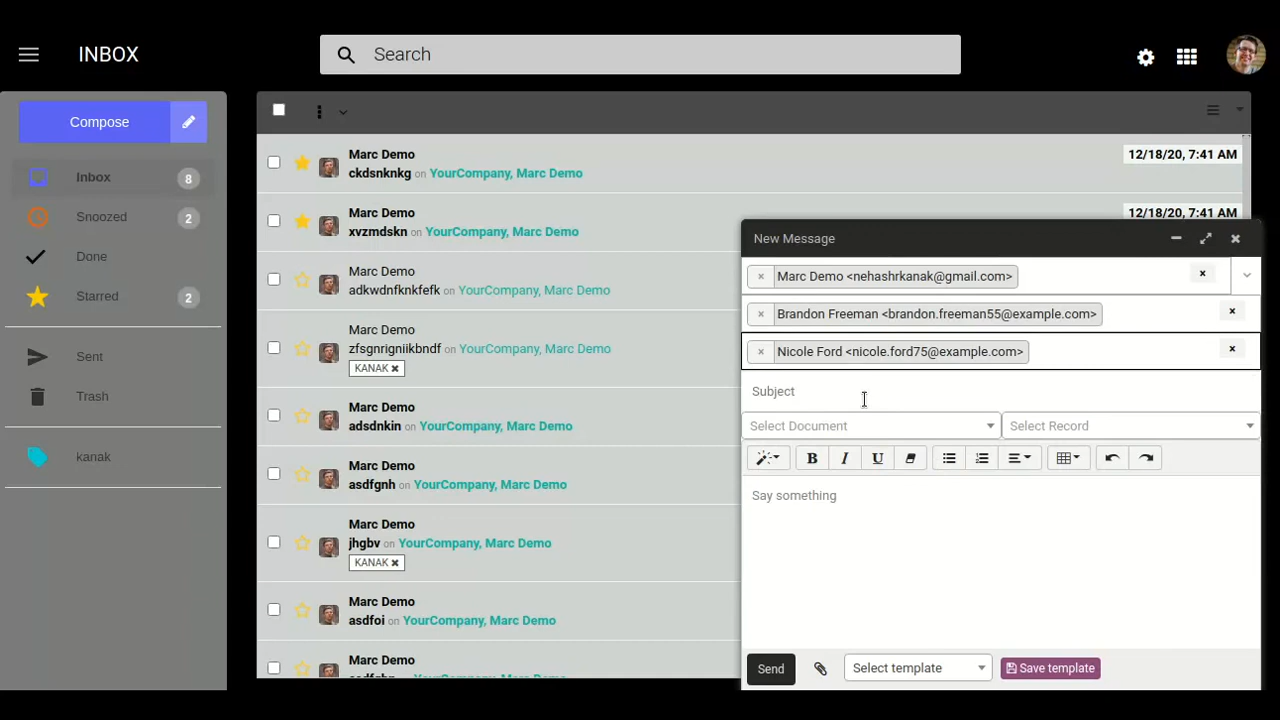 INBOX
Search
Compose
Inbox 8
Snoozed 2
Done
Starred 2
Sent
Trash
kanak
Marc Demo 12/18/20, 7:41 AM
ckdsnknkg on YourCompany, Marc Demo
Marc Demo 12/18/20, 7:41 AM
xvzmdskn on YourCompany, Marc Demo
Marc Demo
adkwdnfknkfefk on YourCompany, Marc Demo
Marc Demo
zfsgnrigniikbndf on YourCompany, Marc Demo
KANAK ×
Marc Demo
adsdnkin on YourCompany, Marc Demo
Marc Demo
asdfgnh on YourCompany, Marc Demo
Marc Demo
jhgbv on YourCompany, Marc Demo
KANAK ×
Marc Demo
asdfoi on YourCompany, Marc Demo
Marc Demo
New Message
× Marc Demo <nehashrkanak@gmail.com> ×
× Brandon Freeman <brandon.freeman55@example.com> ×
× Nicole Ford <nicole.ford75@example.com> ×
Subject
Select Document Select Record
B I U
Say something
Send Select template Save template